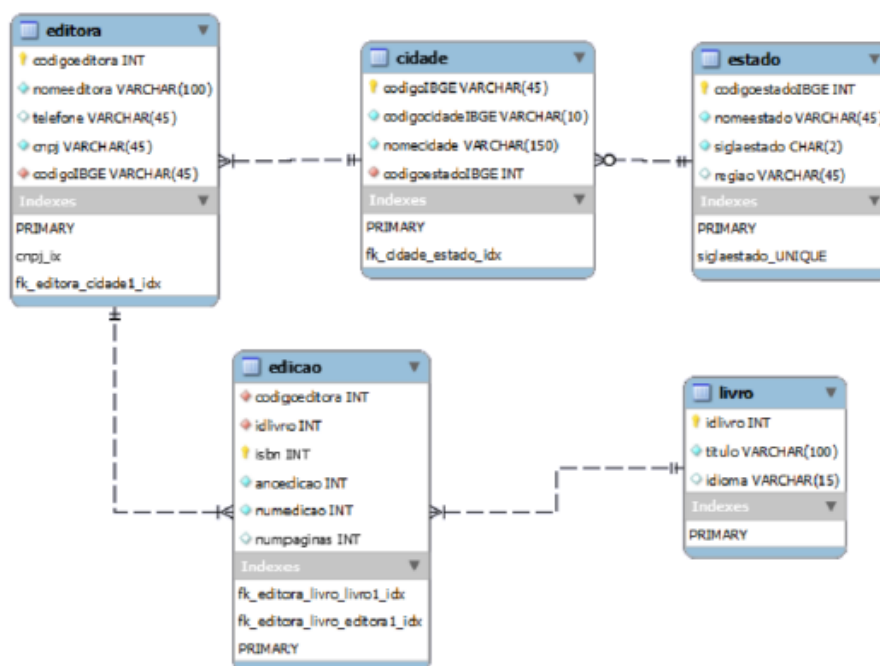 editora
codigoeditora INT
nomeeditora VARCHAR(100)
telefone VARCHAR(45)
cnpj VARCHAR(45)
codigoIBGE VARCHAR(45)
Indexes
PRIMARY
cnpj_ix
fk_editora_cidade1_idx
cidade
codigoIBGE VARCHAR(45)
codigocidadeIBGE VARCHAR(10)
nomecidade VARCHAR(150)
codigoestadoIBGE INT
Indexes
PRIMARY
fk_cidade_estado_idx
estado
codigoestadoIBGE INT
nomeestado VARCHAR(45)
siglaestado CHAR(2)
regiao VARCHAR(45)
Indexes
PRIMARY
siglaestado_UNIQUE
edicao
codigoeditora INT
idlivro INT
isbn INT
anoedicao INT
numedicao INT
numpaginas INT
Indexes
fk_editora_livro_livro1_idx
fk_editora_livro_editora1_idx
PRIMARY
livro
idlivro INT
titulo VARCHAR(100)
idioma VARCHAR(15)
Indexes
PRIMARY